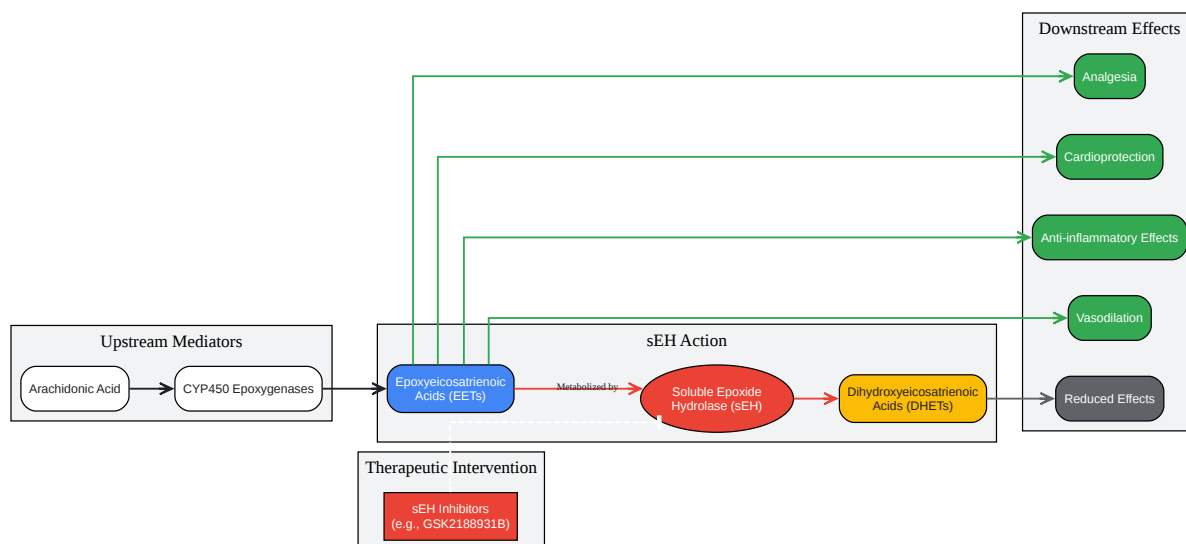 Downstream Effects
Analgesia
Cardioprotection
Anti-inflammatory Effects
Vasodilation
Reduced Effects
Upstream Mediators
Arachidonic Acid
CYP450 Epoxygenases
sEH Action
Epoxyeicosatrienoic
Acids (EETs)
Metabolized by
Soluble Epoxide
Hydrolase (sEH)
Dihydroxyeicosatrienoic
Acids (DHETs)
Therapeutic Intervention
sEH Inhibitors
(e.g., GSK2188931B)